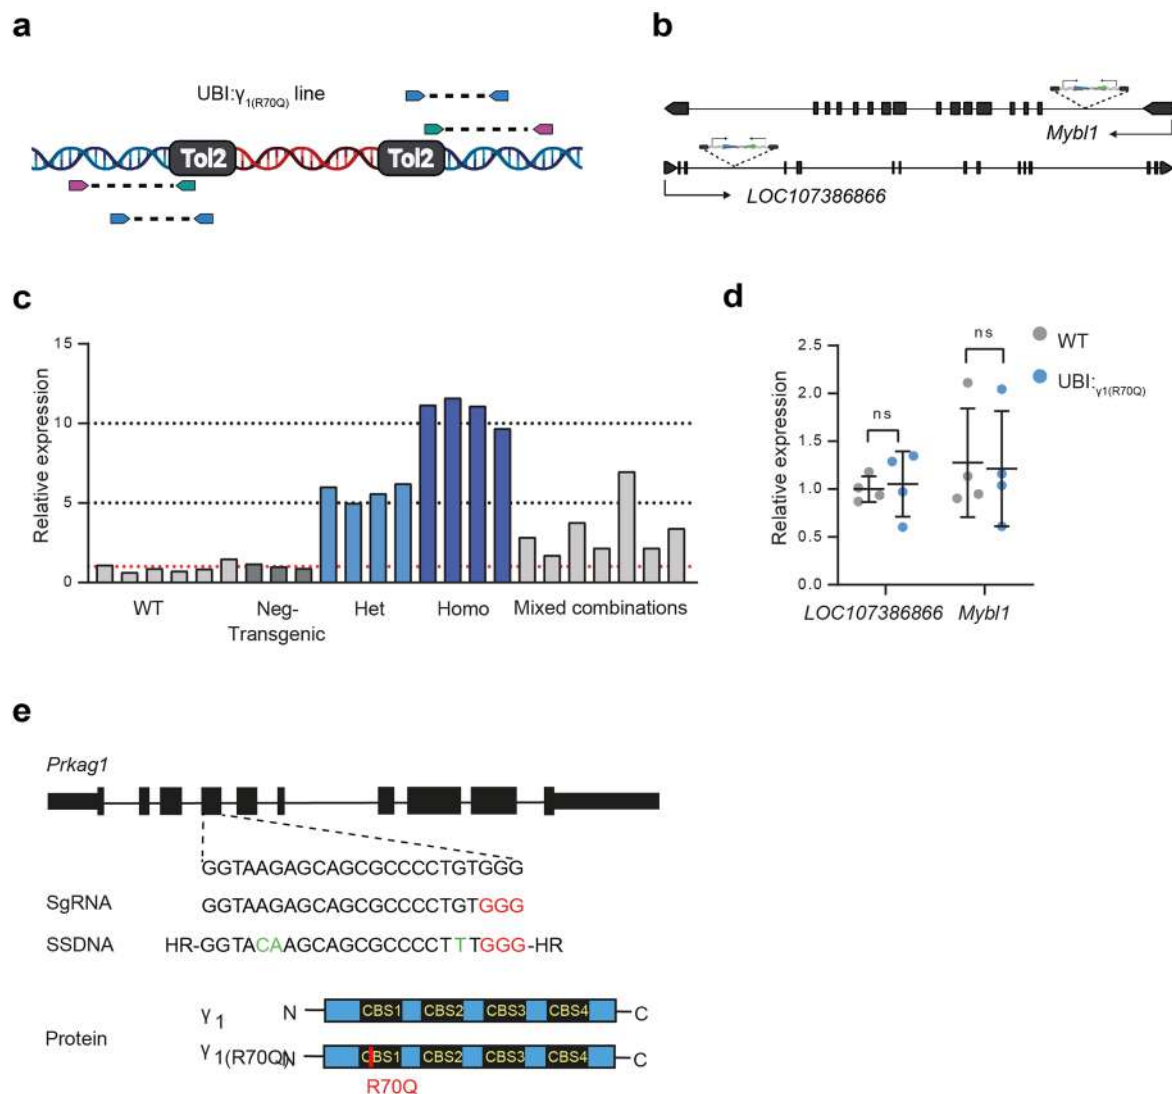 a
b
UBI:γ1(R70Q) line
Tol2
Tol2
Mybl1
LOC107386866
c
d
Relative expression
15
10
5
0
WT
Neg-
Transgenic
Het
Homo
Mixed combinations
Relative expression
2.5
2.0
1.5
1.0
0.5
0.0
ns
ns
WT
UBI:γ1(R70Q)
LOC107386866
Mybl1
e
Prkag1
GGTAAGAGCAGCGCCCCTGTGGG
SgRNA GGTAAGAGCAGCGCCCCTGTGGG
SSDNA HR-GGTACAAGCAGCGCCCCTTTGGG-HR
Protein
γ1 N CBS1 CBS2 CBS3 CBS4 C
γ1(R70Q) N CBS1 CBS2 CBS3 CBS4 C
R70Q